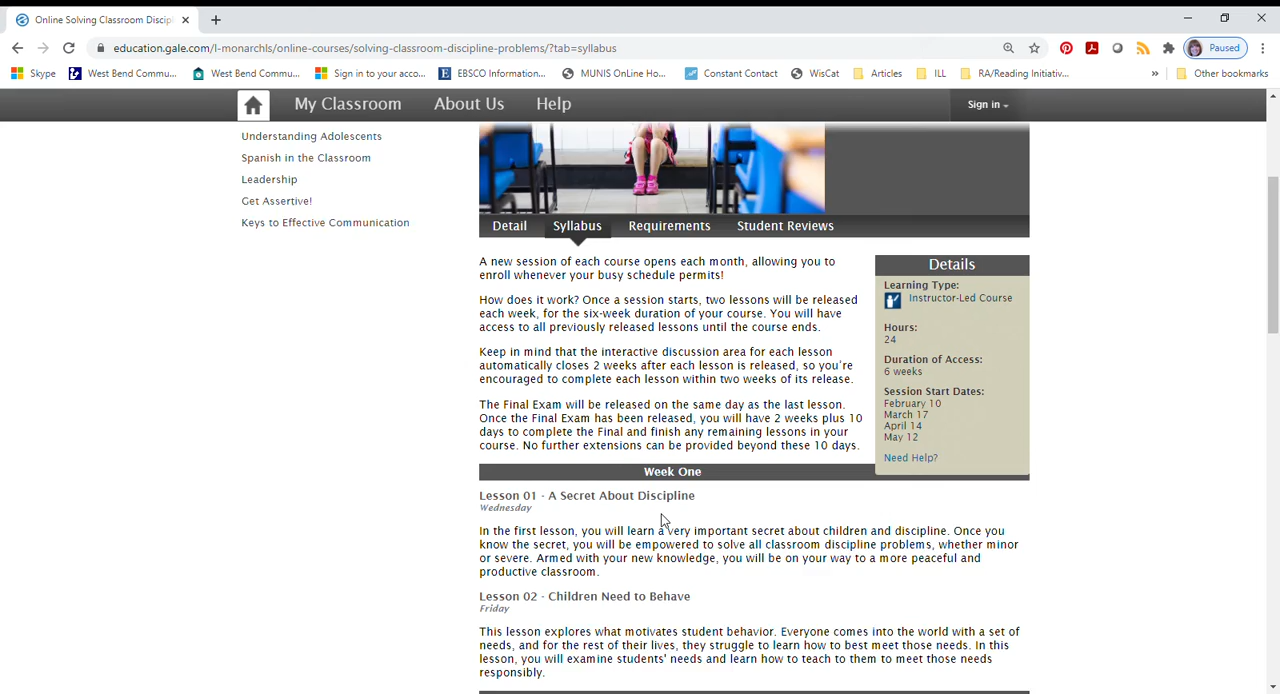 Online Solving Classroom Discipl
education.gale.com/l-monarchls/online-courses/solving-classroom-discipline-problems/?tab=syllabus
Paused
Skype
West Bend Commu...
West Bend Commu...
Sign in to your acco...
EBSCO Information...
MUNIS OnLine Ho...
Constant Contact
WisCat
Articles
ILL
RA/Reading Initiativ...
»
Other bookmarks
My Classroom
About Us
Help
Sign in
Understanding Adolescents
Spanish in the Classroom
Leadership
Get Assertive!
Keys to Effective Communication
Detail
Syllabus
Requirements
Student Reviews
A new session of each course opens each month, allowing you to
enroll whenever your busy schedule permits!
How does it work? Once a session starts, two lessons will be released
each week, for the six-week duration of your course. You will have
access to all previously released lessons until the course ends.
Keep in mind that the interactive discussion area for each lesson
automatically closes 2 weeks after each lesson is released, so you're
encouraged to complete each lesson within two weeks of its release.
The Final Exam will be released on the same day as the last lesson.
Once the Final Exam has been released, you will have 2 weeks plus 10
days to complete the Final and finish any remaining lessons in your
course. No further extensions can be provided beyond these 10 days.
Details
Learning Type:
Instructor-Led Course
Hours:
24
Duration of Access:
6 weeks
Session Start Dates:
February 10
March 17
April 14
May 12
Need Help?
Week One
Lesson 01 - A Secret About Discipline
Wednesday
In the first lesson, you will learn a very important secret about children and discipline. Once you
know the secret, you will be empowered to solve all classroom discipline problems, whether minor
or severe. Armed with your new knowledge, you will be on your way to a more peaceful and
productive classroom.
Lesson 02 - Children Need to Behave
Friday
This lesson explores what motivates student behavior. Everyone comes into the world with a set of
needs, and for the rest of their lives, they struggle to learn how to best meet those needs. In this
lesson, you will examine students' needs and learn how to teach to them to meet those needs
responsibly.